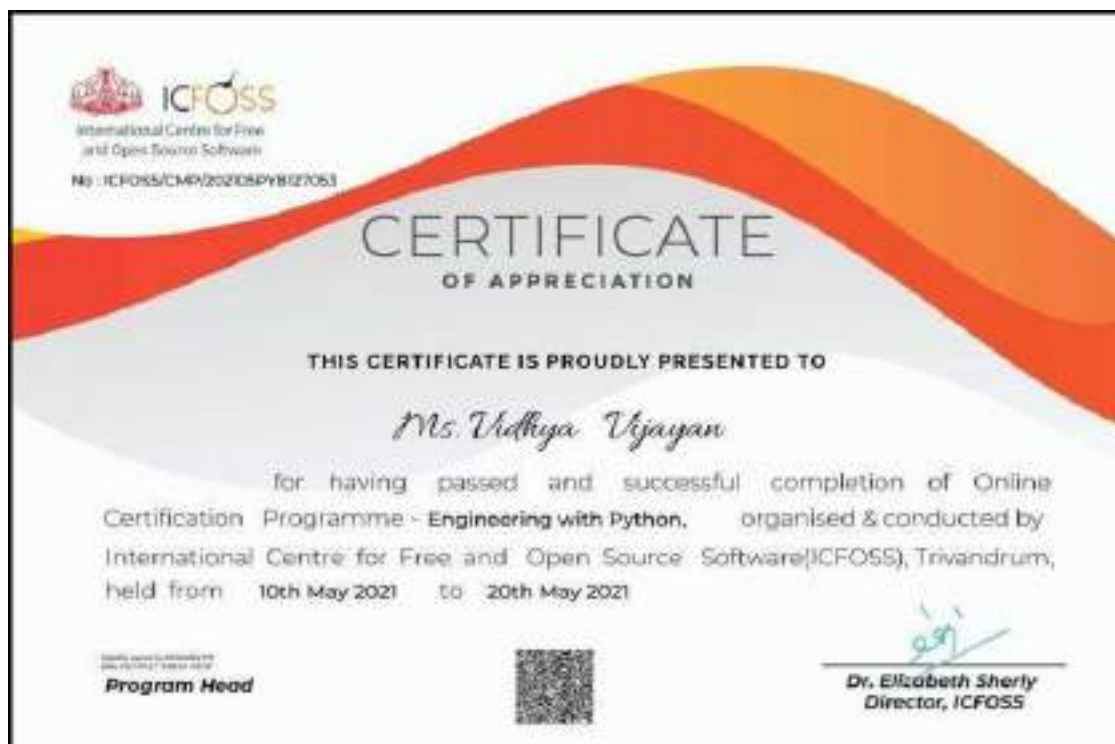 ICFOSS
International Centre for Free
and Open Source Software
No : ICFOSS/CMP/202105PYB127053
CERTIFICATE
OF APPRECIATION
THIS CERTIFICATE IS PROUDLY PRESENTED TO
Ms. Vidhya Vijayan
for having passed and successful completion of Online
Certification Programme - Engineering with Python, organised & conducted by
International Centre for Free and Open Source Software(ICFOSS), Trivandrum,
held from 10th May 2021 to 20th May 2021
Program Head
Dr. Elizabeth Sherly
Director, ICFOSS